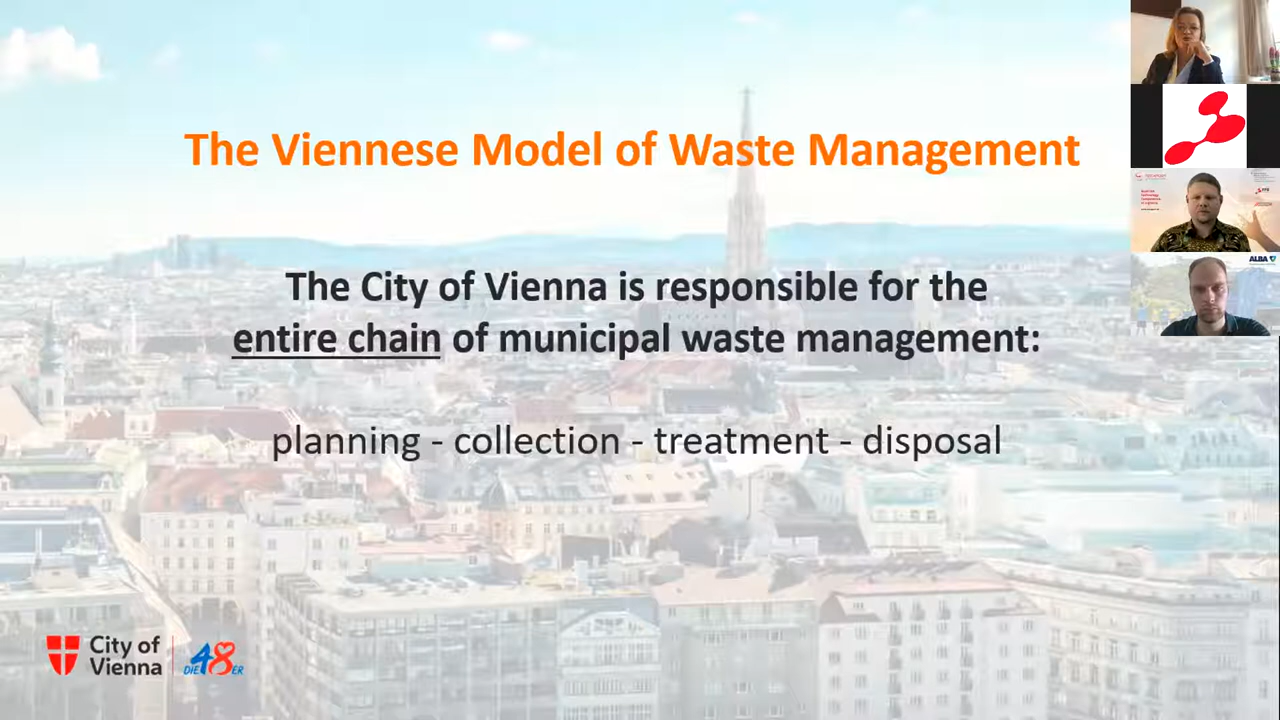 The Viennese Model of Waste Management
The City of Vienna is responsible for the
entire chain of municipal waste management:
planning - collection - treatment - disposal
City of
Vienna
DIE 48ER
ALBA